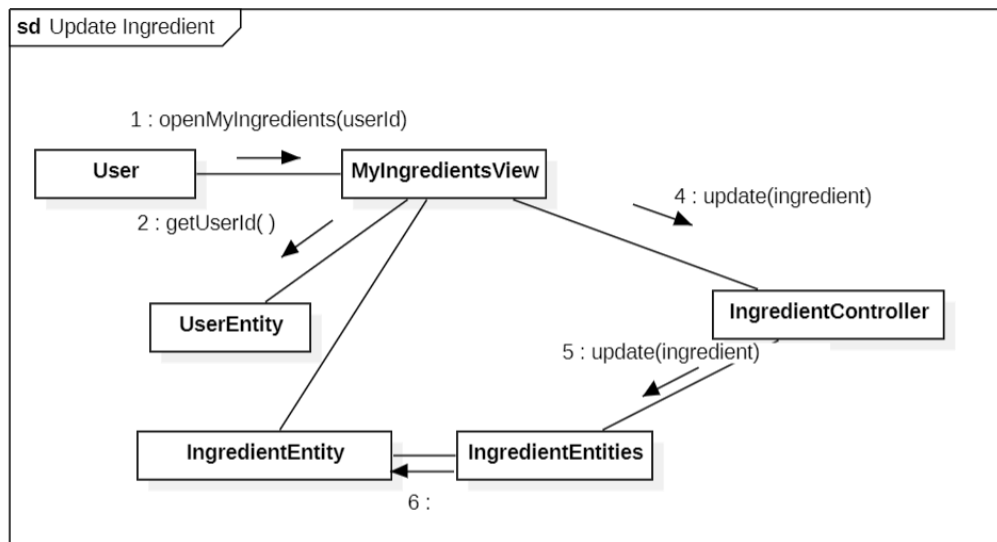 sd Update Ingredient
1 : openMyIngredients(userId)
User
MyIngredientsView
4 : update(ingredient)
2 : getUserId( )
UserEntity
IngredientController
5 : update(ingredient)
IngredientEntity
IngredientEntities
6 :